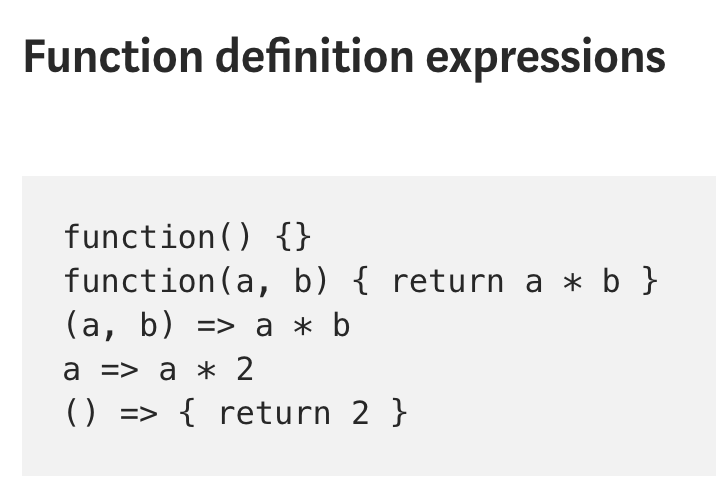 Function definition expressions
function() {}
function(a, b) { return a * b }
(a, b) => a * b
a => a * 2
() => { return 2 }